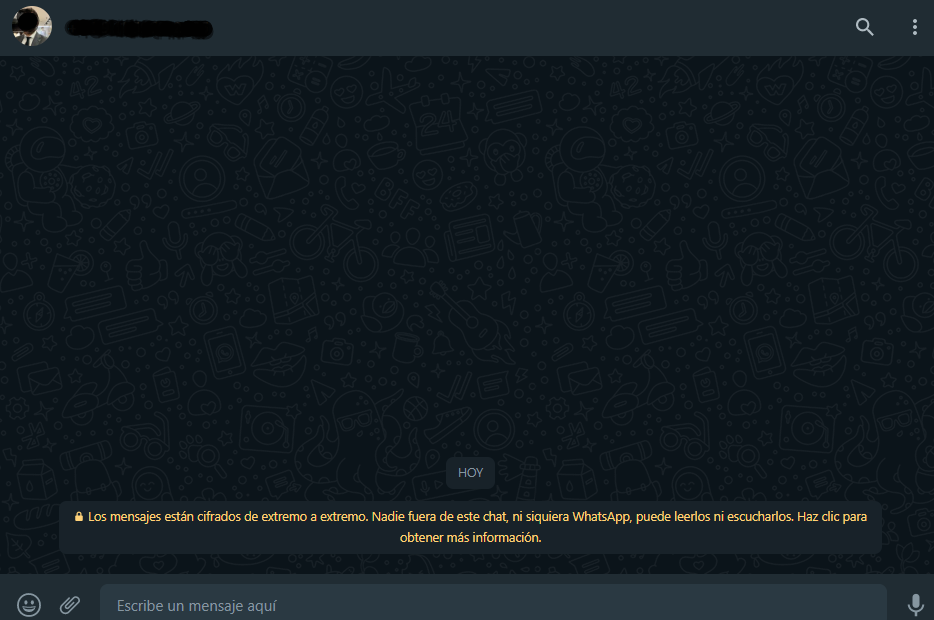 HOY
Los mensajes están cifrados de extremo a extremo. Nadie fuera de este chat, ni siquiera WhatsApp, puede leerlos ni escucharlos. Haz clic para
obtener más información.
Escribe un mensaje aquí